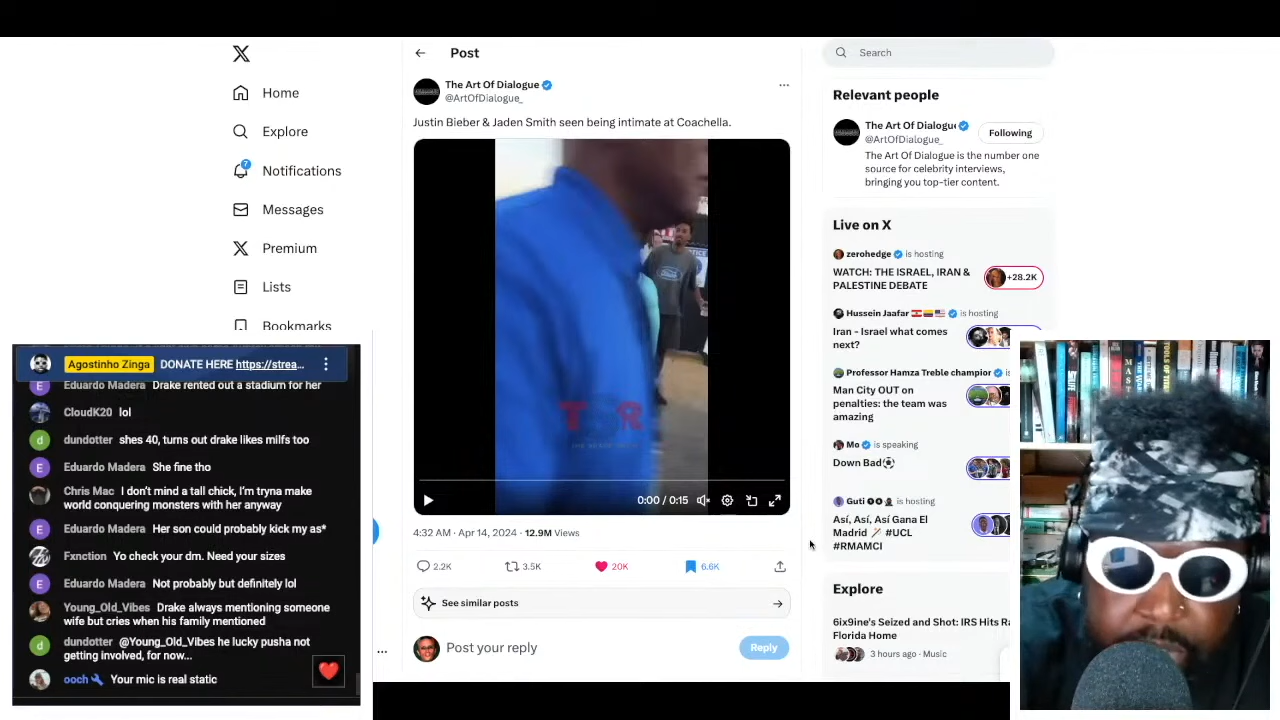 X
Home
Explore
7
Notifications
Messages
Premium
Lists
Bookmarks
Post
The Art Of Dialogue
@ArtOfDialogue_
Justin Bieber & Jaden Smith seen being intimate at Coachella.
0:00 / 0:15
4:32 AM · Apr 14, 2024 · 12.9M Views
2.2K
3.5K
20K
6.6K
See similar posts
Post your reply
Reply
Search
Relevant people
The Art Of Dialogue
@ArtOfDialogue_
Following
The Art Of Dialogue is the number one
source for celebrity interviews,
bringing you top-tier content.
Live on X
zerohedge is hosting
WATCH: THE ISRAEL, IRAN &
PALESTINE DEBATE
+28.2K
Hussein Jaafar is hosting
Iran - Israel what comes
next?
Professor Hamza Treble champior is
Man City OUT on
penalties: the team was
amazing
Mo is speaking
Down Bad
Guti is hosting
Así, Así, Así Gana El
Madrid #UCL
#RMAMCI
Explore
6ix9ine's Seized and Shot: IRS Hits Ra
Florida Home
3 hours ago · Music
Agostinho Zinga DONATE HERE https://strea...
Eduardo Madera Drake rented out a stadium for her
CloudK20 lol
dundotter shes 40, turns out drake likes milfs too
Eduardo Madera She fine tho
Chris Mac I don't mind a tall chick, I'm tryna make
world conquering monsters with her anyway
Eduardo Madera Her son could probably kick my as*
Fxnction Yo check your dm. Need your sizes
Eduardo Madera Not probably but definitely lol
Young_Old_Vibes Drake always mentioning someone
wife but cries when his family mentioned
dundotter @Young_Old_Vibes he lucky pusha not
getting involved, for now...
ooch Your mic is real static